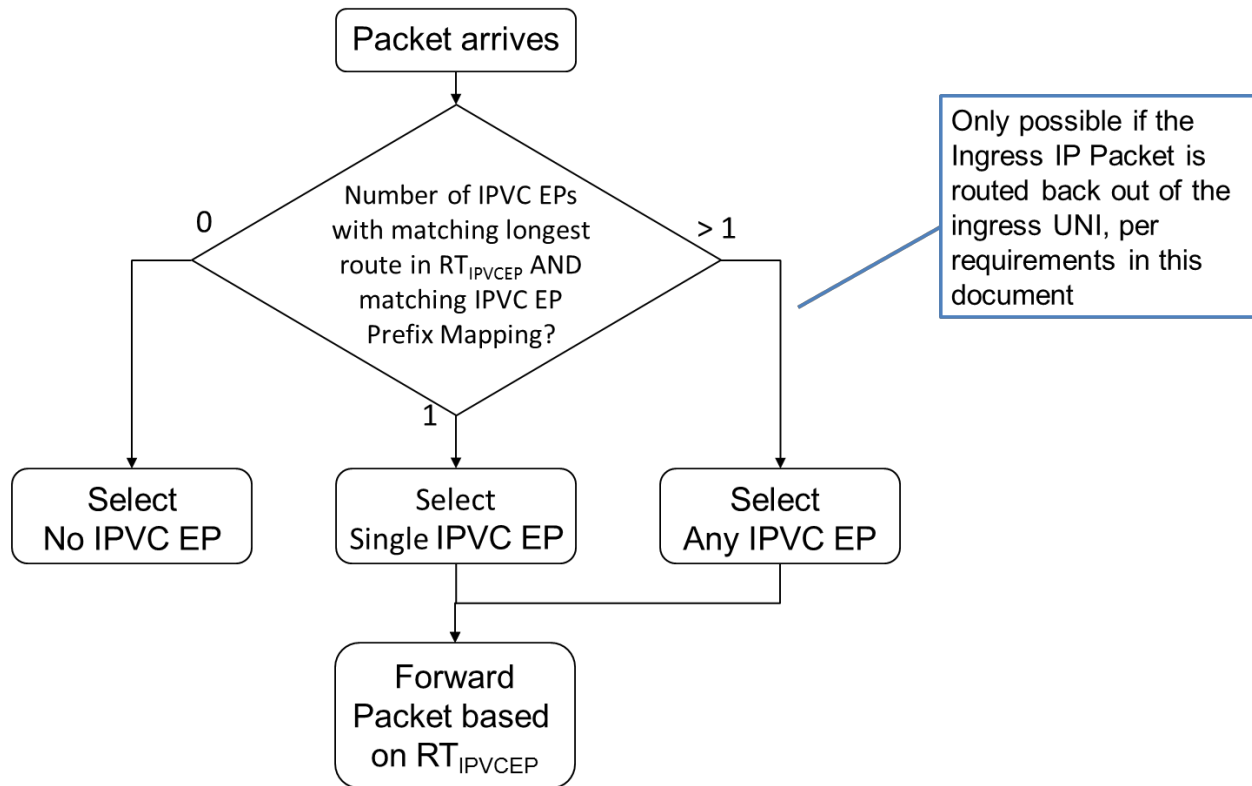 Packet arrives
Number of IPVC EPs
with matching longest
route in RT_IPVCEP AND
matching IPVC EP
Prefix Mapping?
0
> 1
1
Only possible if the
Ingress IP Packet is
routed back out of the
ingress UNI, per
requirements in this
document
Select
No IPVC EP
Select
Single IPVC EP
Select
Any IPVC EP
Forward
Packet based
on RT_IPVCEP